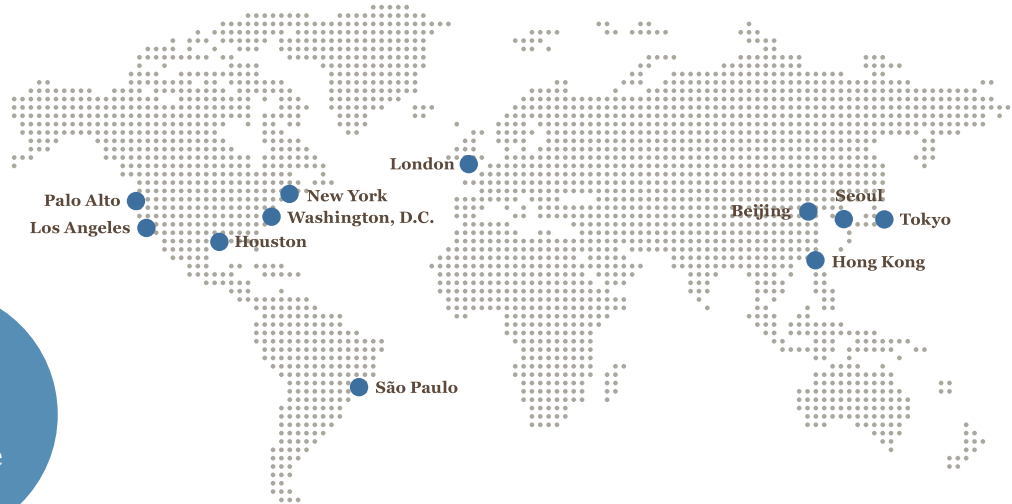 London
Palo Alto
New York
Seoul
Beijing
Washington, D.C.
Tokyo
Los Angeles
Houston
Hong Kong
São Paulo